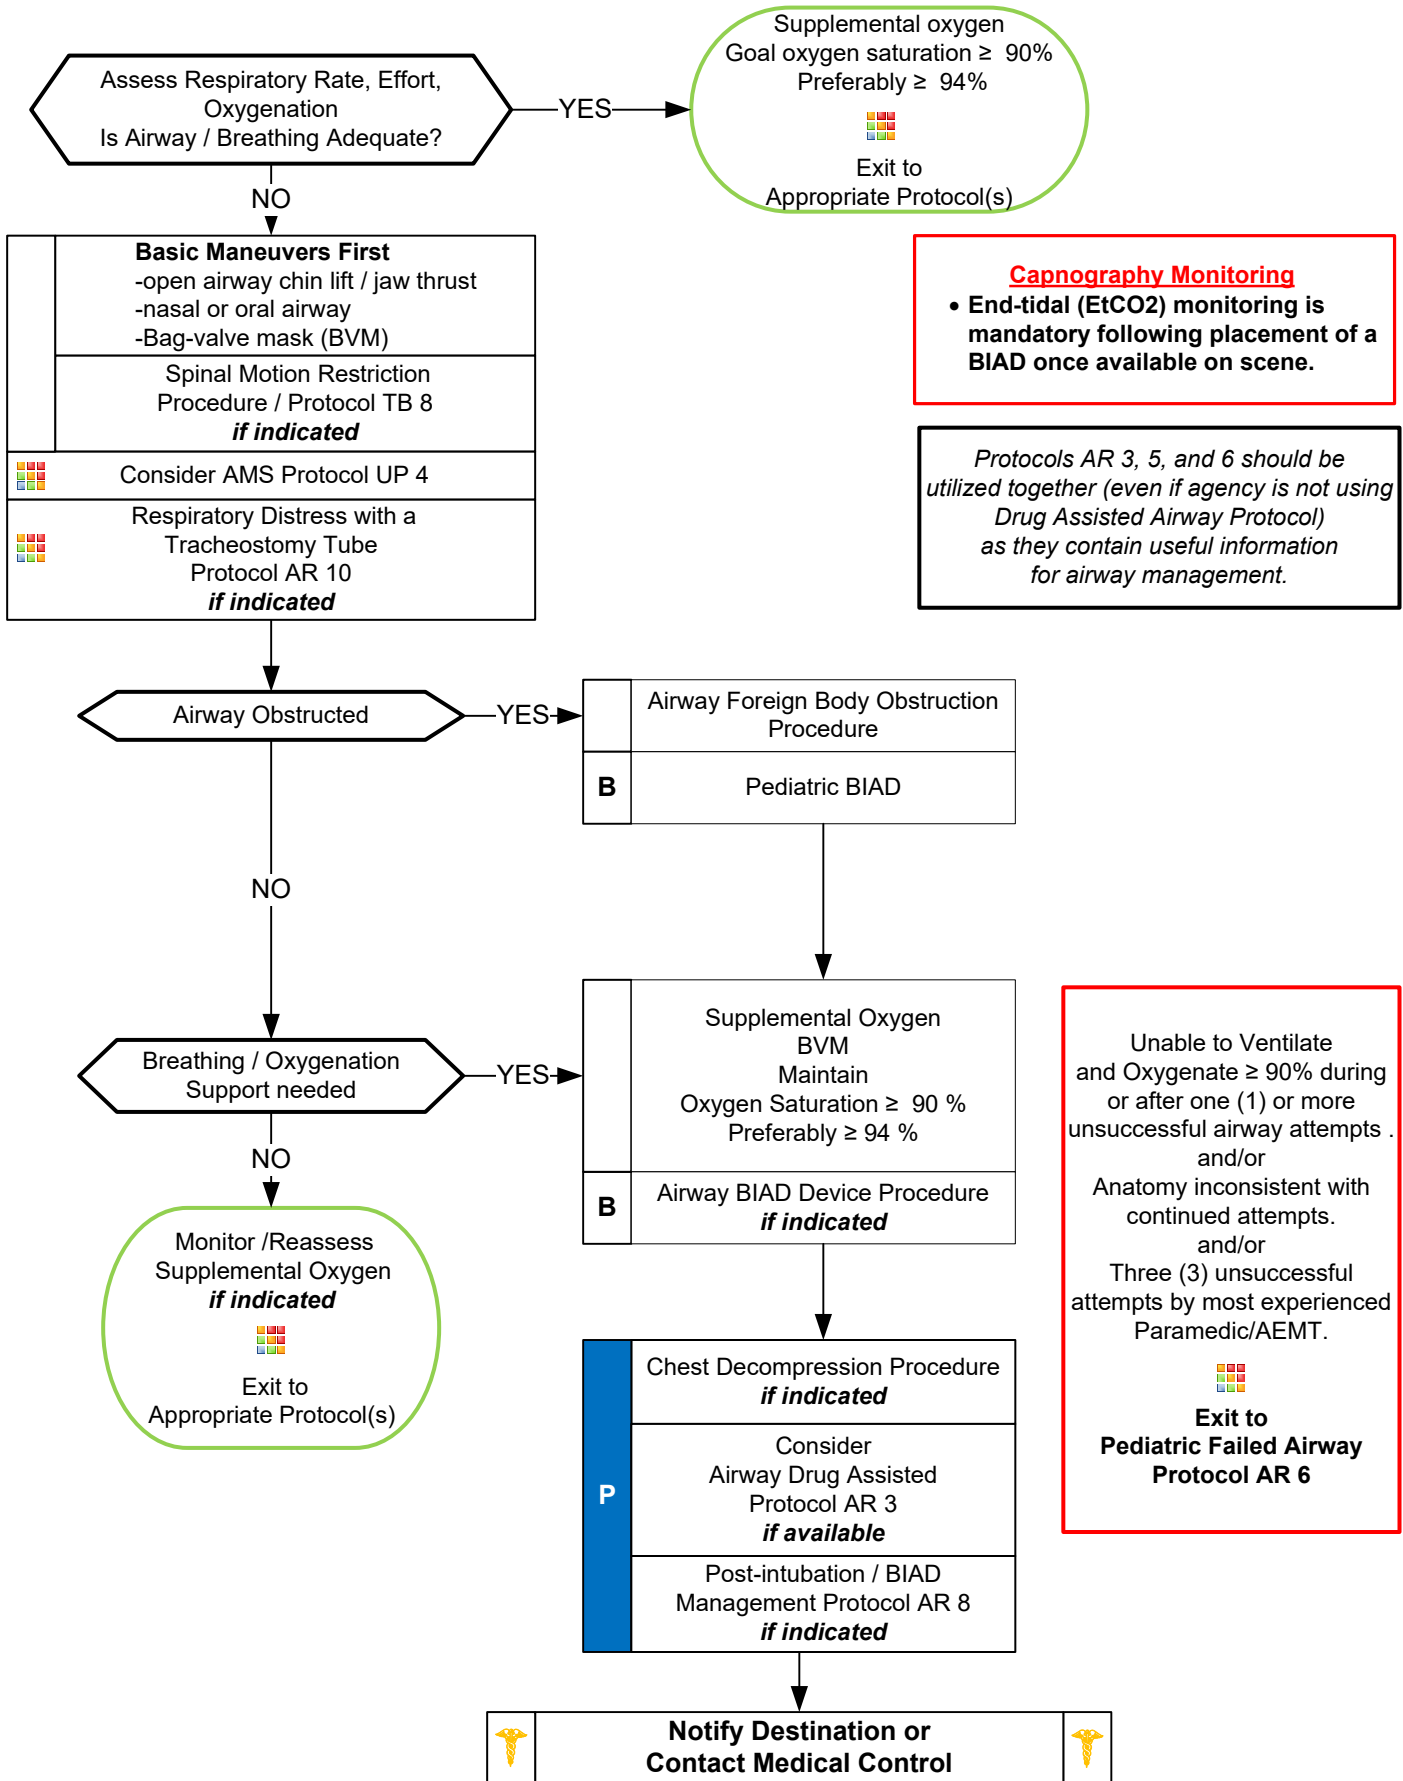 Assess Respiratory Rate, Effort,
Oxygenation
Is Airway / Breathing Adequate?
YES
Supplemental oxygen
Goal oxygen saturation ≥ 90%
Preferably ≥ 94%
Exit to
Appropriate Protocol(s)
NO
Basic Maneuvers First
-open airway chin lift / jaw thrust
-nasal or oral airway
-Bag-valve mask (BVM)
Spinal Motion Restriction
Procedure / Protocol TB 8
if indicated
Consider AMS Protocol UP 4
Respiratory Distress with a
Tracheostomy Tube
Protocol AR 10
if indicated
Capnography Monitoring
• End-tidal (EtCO2) monitoring is
mandatory following placement of a
BIAD once available on scene.
Protocols AR 3, 5, and 6 should be
utilized together (even if agency is not using
Drug Assisted Airway Protocol)
as they contain useful information
for airway management.
Airway Obstructed
YES
Airway Foreign Body Obstruction
Procedure
B
Pediatric BIAD
NO
Breathing / Oxygenation
Support needed
YES
Supplemental Oxygen
BVM
Maintain
Oxygen Saturation ≥ 90 %
Preferably ≥ 94 %
B
Airway BIAD Device Procedure
if indicated
NO
Monitor /Reassess
Supplemental Oxygen
if indicated
Exit to
Appropriate Protocol(s)
Unable to Ventilate
and Oxygenate ≥ 90% during
or after one (1) or more
unsuccessful airway attempts .
and/or
Anatomy inconsistent with
continued attempts.
and/or
Three (3) unsuccessful
attempts by most experienced
Paramedic/AEMT.
Exit to
Pediatric Failed Airway
Protocol AR 6
P
Chest Decompression Procedure
if indicated
Consider
Airway Drug Assisted
Protocol AR 3
if available
Post-intubation / BIAD
Management Protocol AR 8
if indicated
Notify Destination or
Contact Medical Control